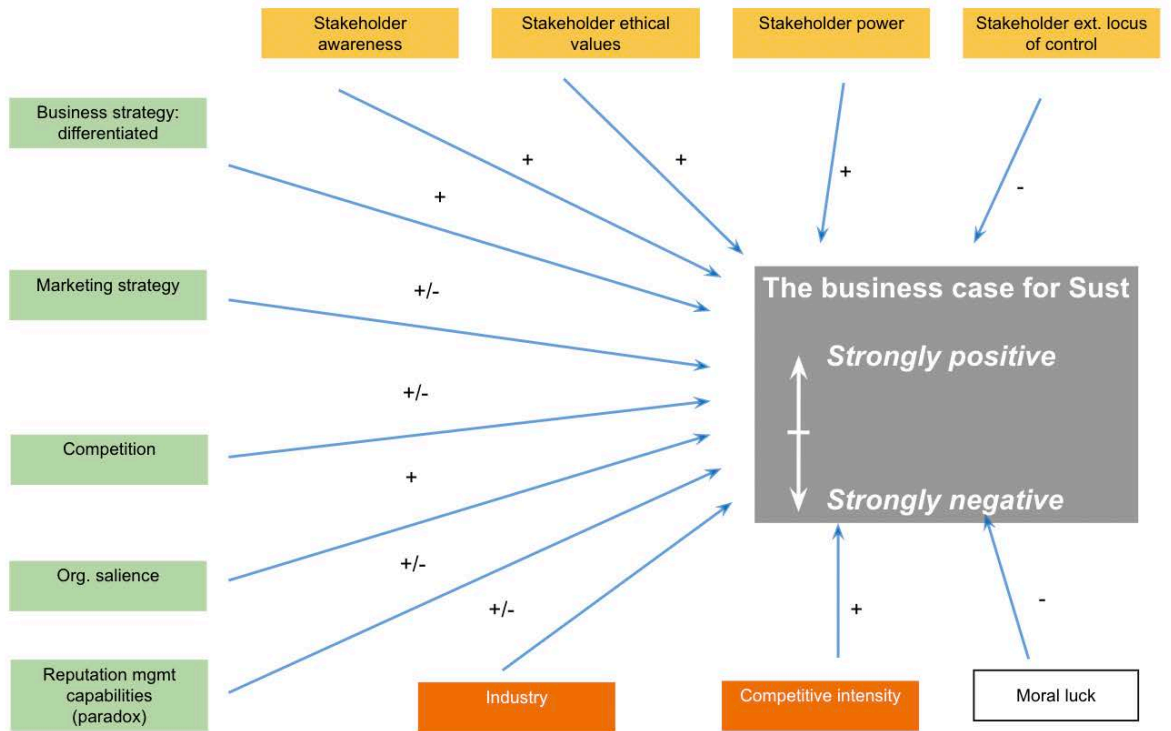 Stakeholder
awareness
Stakeholder ethical
values
Stakeholder power
Stakeholder ext. locus
of control
Business strategy:
differentiated
+
+
+
-
+
Marketing strategy
+/-
The business case for Sust
Strongly positive
+/-
Competition
+
Strongly negative
Org. salience
+/-
+/-
+
-
Reputation mgmt
capabilities
(paradox)
Industry
Competitive intensity
Moral luck